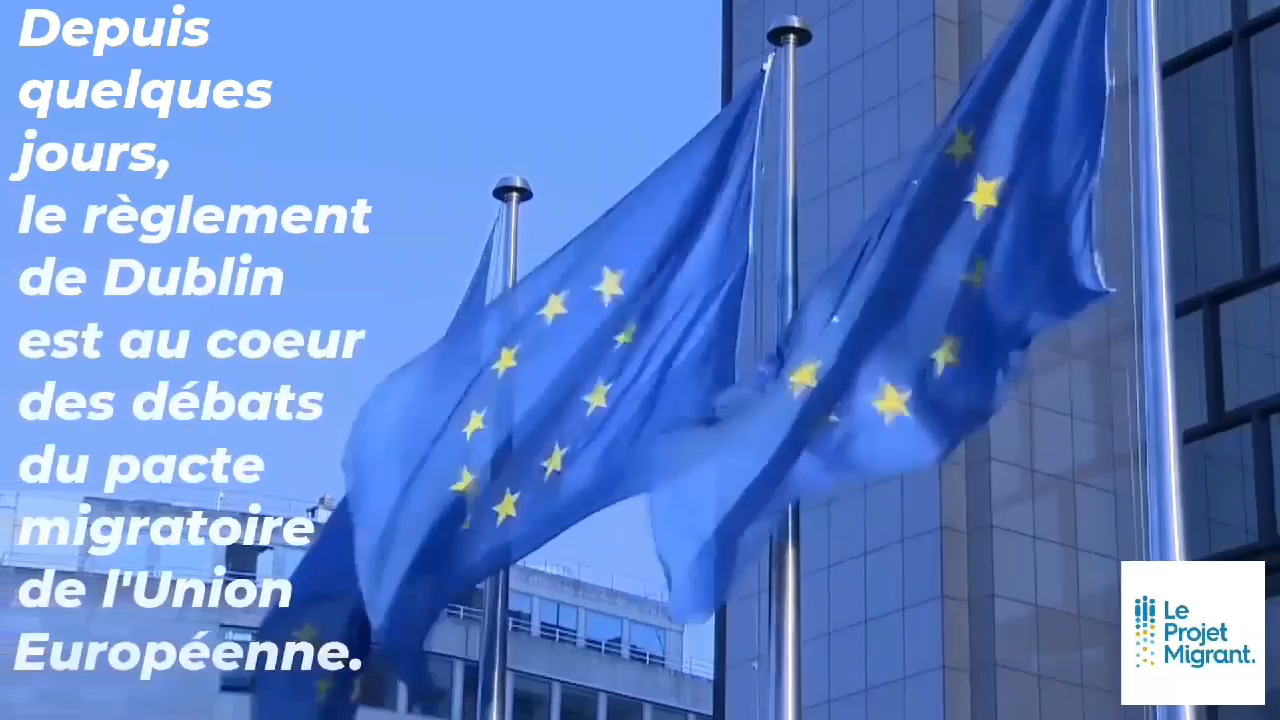 Depuis
quelques
jours,
le règlement
de Dublin
est au coeur
des débats
du pacte
migratoire
de l'Union
Européenne.
Le
Projet
Migrant.